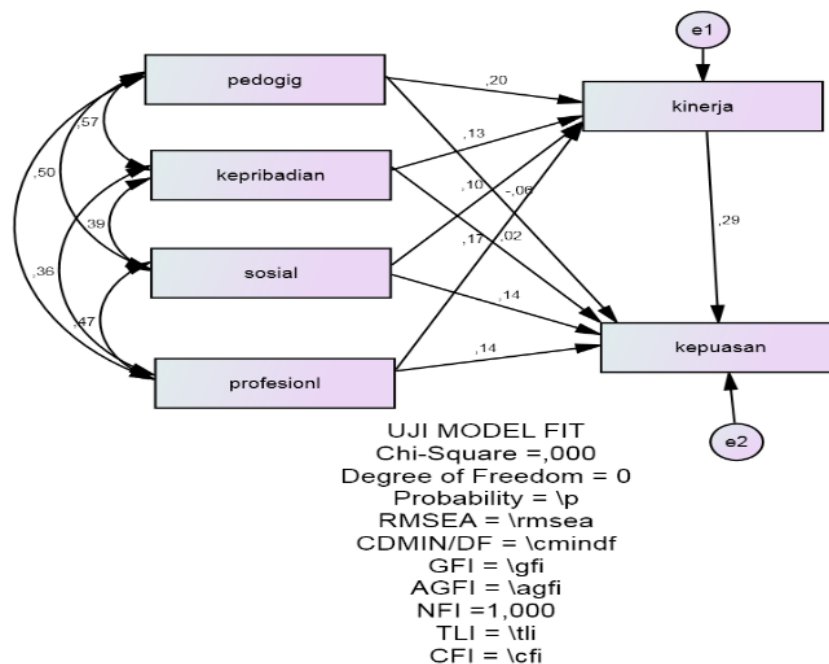 e1
pedogig
,20
kinerja
,57
,13
kepribadian
,50
,10
-,06
,39
,17
,02
,29
sosial
,36
,14
,47
,14
kepuasan
profesionl
e2
UJI MODEL FIT
Chi-Square =,000
Degree of Freedom = 0
Probability = \p
RMSEA = \rmsea
CDMIN/DF = \cmindf
GFI = \gfi
AGFI = \agfi
NFI =1,000
TLI = \tli
CFI = \cfi